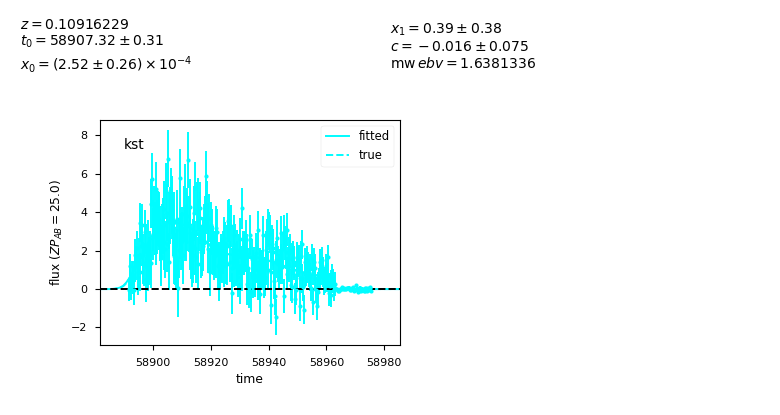 z = 0.10916229
t₀ = 58907.32 ± 0.31
x₀ = (2.52 ± 0.26) × 10⁻⁴
x₁ = 0.39 ± 0.38
c = −0.016 ± 0.075
mw ebv = 1.6381336
kst
fitted
true
8
6
4
2
0
−2
flux (ZP_AB = 25.0)
58900 58920 58940 58960 58980
time